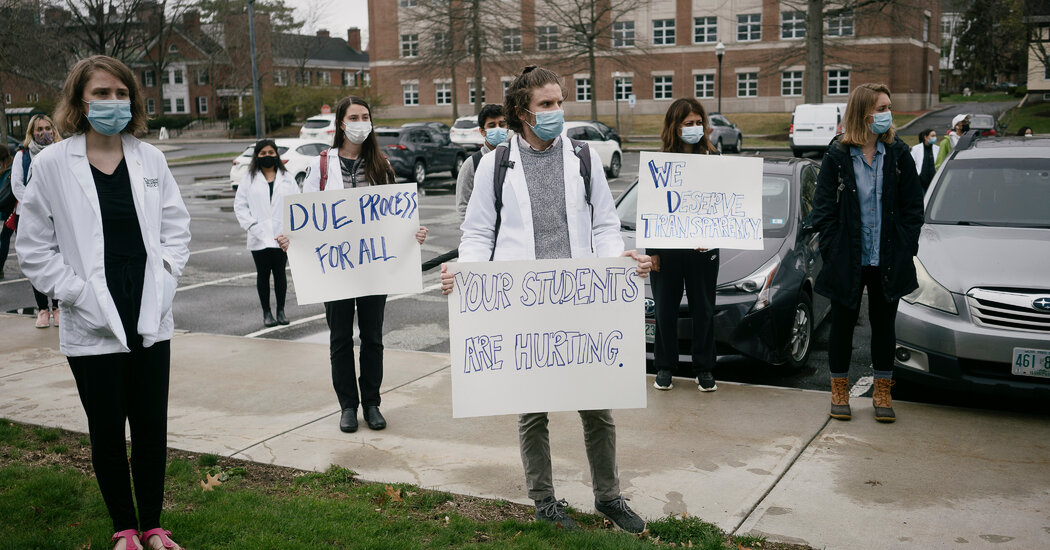 DUE PROCESS
FOR ALL
YOUR STUDENTS
ARE HURTING.
WE
DESERVE
TRANSPARENCY